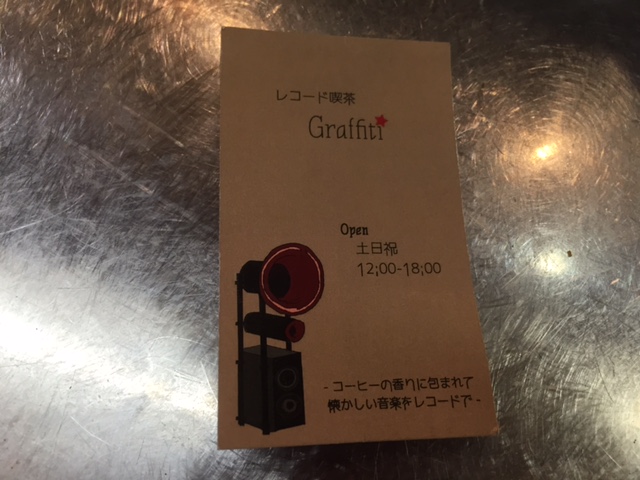 レコード喫茶
Graffiti
Open
土日祝
12;00-18;00
- コーヒーの香りに包まれて
懐かしい音楽をレコードで -